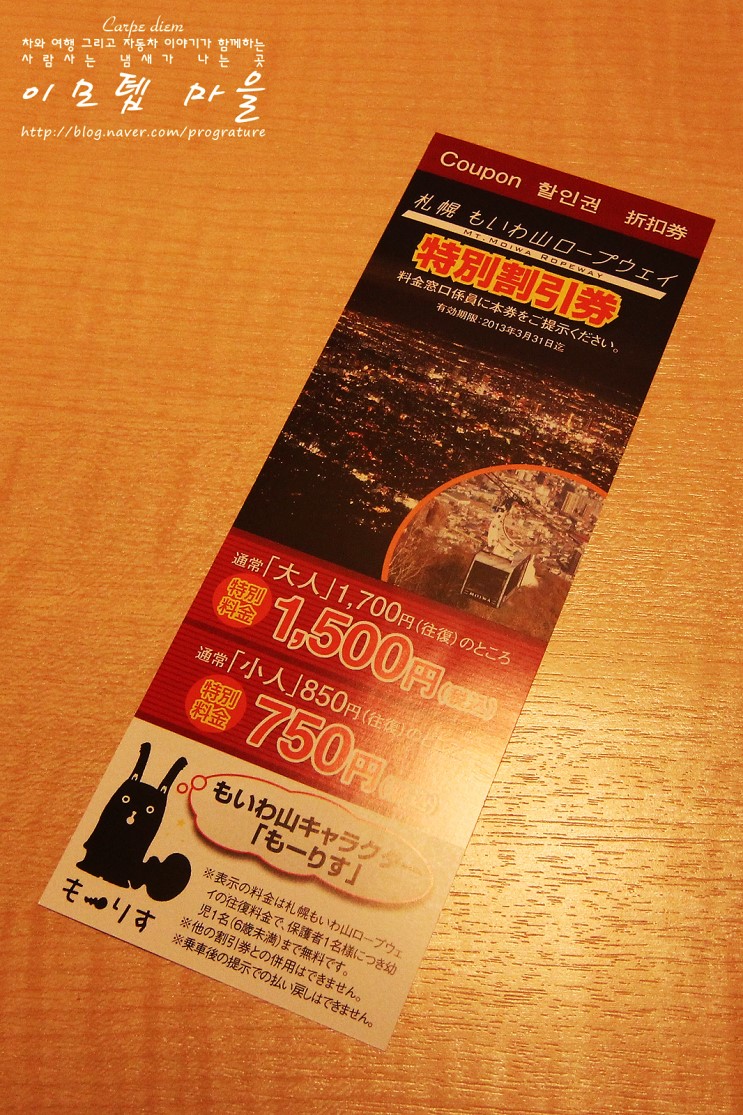 Carpe diem
차와 여행 그리고 자동차 이야기가 함께하는
사람사는 냄새가 나는 곳
이모텝 마을
http://blog.naver.com/prograture
Coupon 할인권 折扣券
札幌 もいわ山ロープウェイ
MT.MOIWA ROPEWAY
特別割引券
料金窓口係員に本券をご提示ください。
有効期限:2013年3月31日迄
MOIWA
通常「大人」1,700円(往復)のところ
特別料金 1,500円(税込)
通常「小人」850円(往復)のところ
特別料金 750円
もいわ山キャラクター
「もーりす」
もーりす
※表示の料金は札幌もいわ山ロープウェ
イの往復料金で、保護者1名様につき幼
児1名(6歳未満)まで無料です。
※他の割引券との併用はできません。
※乗車後の提示での払い戻しはできません。